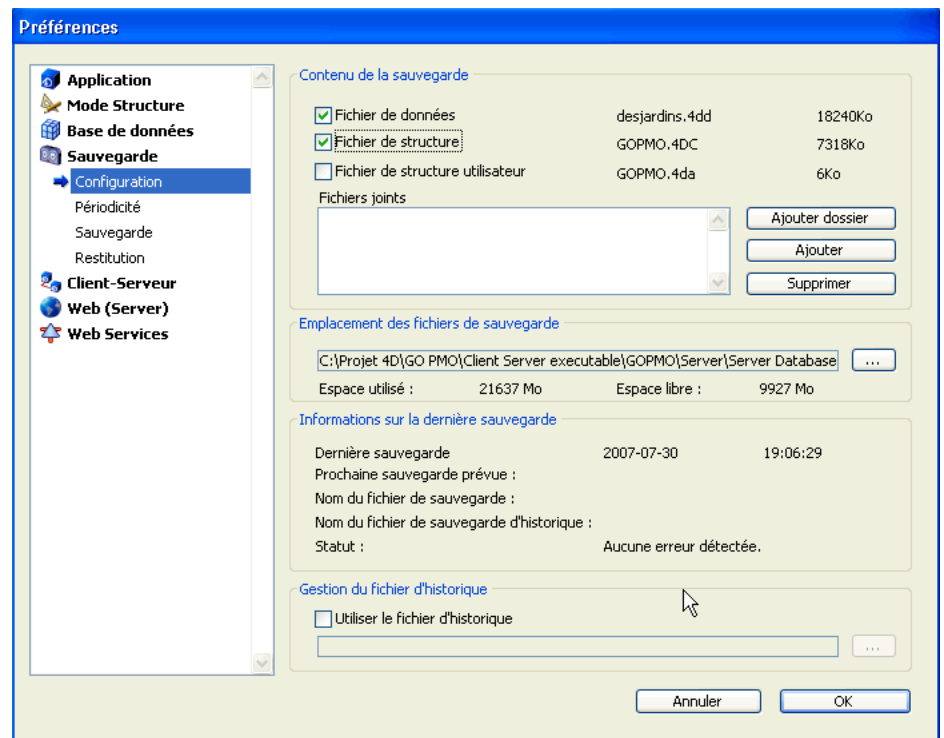 Préférences
Application
Mode Structure
Base de données
Sauvegarde
Configuration
Périodicité
Sauvegarde
Restitution
Client-Serveur
Web (Server)
Web Services
Contenu de la sauvegarde
Fichier de données desjardins.4dd 18240Ko
Fichier de structure GOPMO.4DC 7318Ko
Fichier de structure utilisateur GOPMO.4da 6Ko
Fichiers joints
Ajouter dossier
Ajouter
Supprimer
Emplacement des fichiers de sauvegarde
C:\Projet 4D\GO PMO\Client Server executable\GOPMO\Server\Server Database ...
Espace utilisé : 21637 Mo Espace libre : 9927 Mo
Informations sur la dernière sauvegarde
Dernière sauvegarde 2007-07-30 19:06:29
Prochaine sauvegarde prévue :
Nom du fichier de sauvegarde :
Nom du fichier de sauvegarde d'historique :
Statut : Aucune erreur détectée.
Gestion du fichier d'historique
Utiliser le fichier d'historique
...
Annuler OK